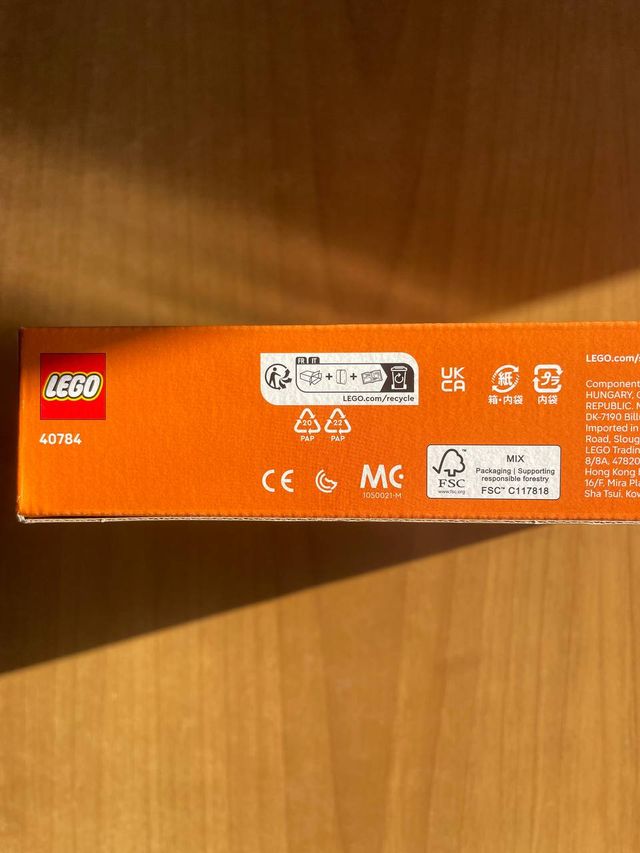 LEGO
40784
FR IT
LEGO.com/recycle
20
PAP
22
PAP
CE
MC
1050021-M
UK
CA
紙
箱・内袋
プラ
内袋
FSC
www.fsc.org
MIX
Packaging | Supporting
responsible forestry
FSC™ C117818
LEGO.com/s
Component
HUNGARY,
REPUBLIC.
DK-7190 Bill
Imported in
Road, Sloug
LEGO Tradin
8/8A, 47820
Hong Kong
16/F. Mira Pla
Sha Tsui. Kov